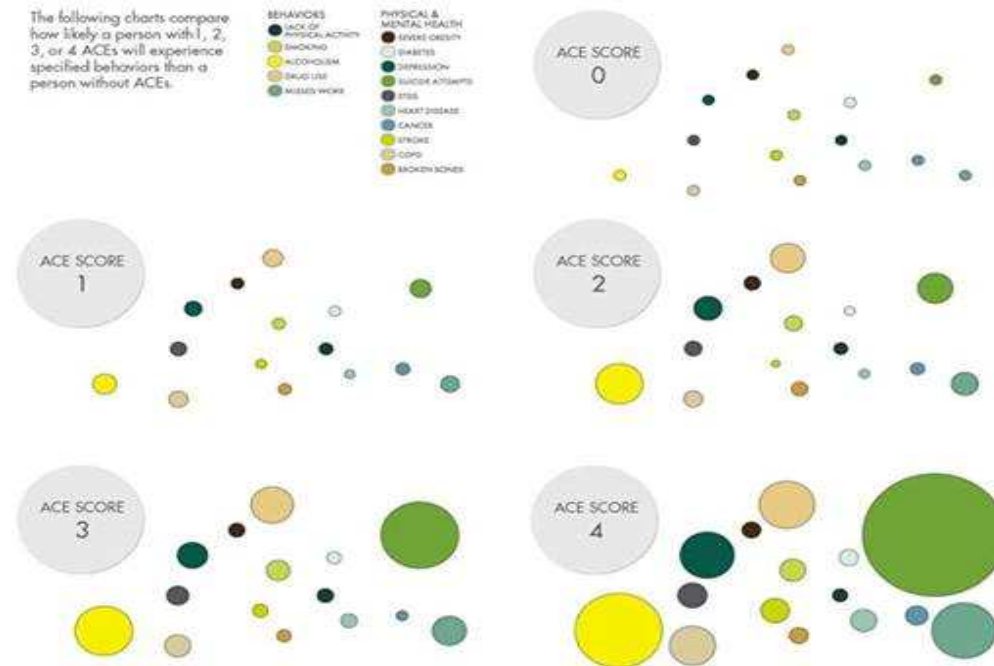 The following charts compare
how likely a person with 1, 2,
3, or 4 ACEs will experience
specified behaviors than a
person without ACEs.
BEHAVIORS
LACK OF
PHYSICAL ACTIVITY
SMOKING
ALCOHOLISM
DRUG USE
MISSED WORK
PHYSICAL &
MENTAL HEALTH
SEVERE OBESITY
DIABETES
DEPRESSION
SUICIDE ATTEMPTS
STDS
HEART DISEASE
CANCER
STROKE
COPD
BROKEN BONES
ACE SCORE
0
ACE SCORE
1
ACE SCORE
2
ACE SCORE
3
ACE SCORE
4